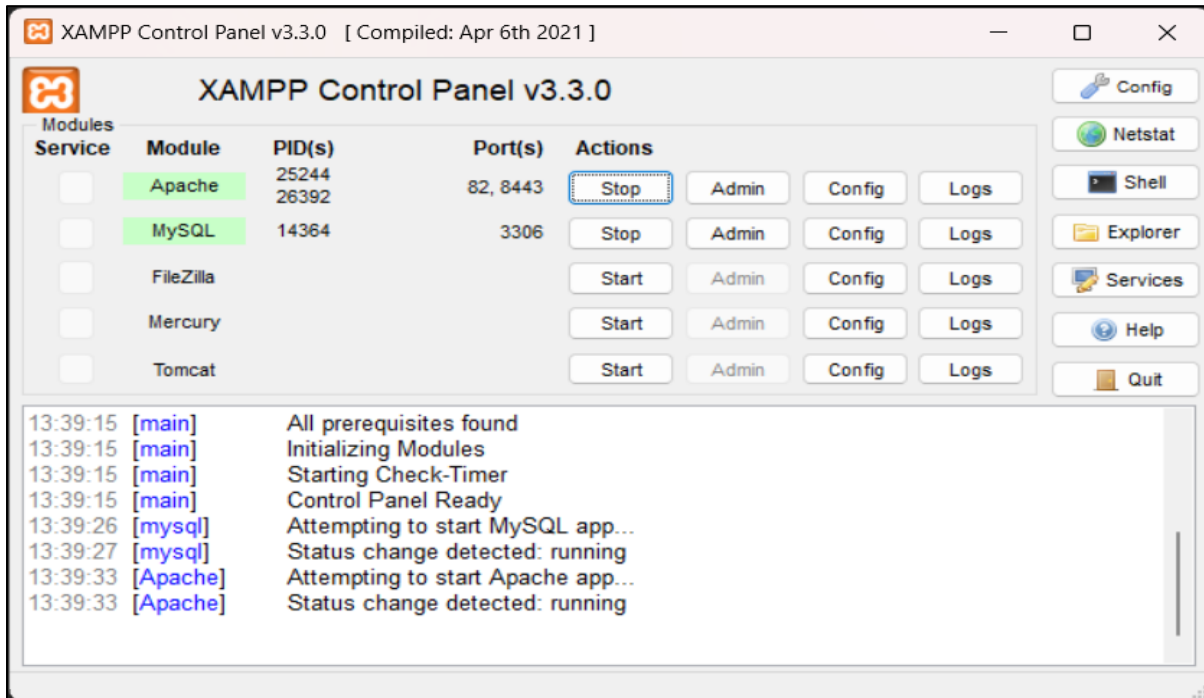 XAMPP Control Panel v3.3.0 [ Compiled: Apr 6th 2021 ]
XAMPP Control Panel v3.3.0
Config
Modules
Netstat
Service Module PID(s) Port(s) Actions
Apache 25244 26392 82, 8443 Stop Admin Config Logs
Shell
MySQL 14364 3306 Stop Admin Config Logs
Explorer
FileZilla Start Admin Config Logs
Services
Mercury Start Admin Config Logs
Help
Tomcat Start Admin Config Logs
Quit
13:39:15 [main] All prerequisites found
13:39:15 [main] Initializing Modules
13:39:15 [main] Starting Check-Timer
13:39:15 [main] Control Panel Ready
13:39:26 [mysql] Attempting to start MySQL app...
13:39:27 [mysql] Status change detected: running
13:39:33 [Apache] Attempting to start Apache app...
13:39:33 [Apache] Status change detected: running